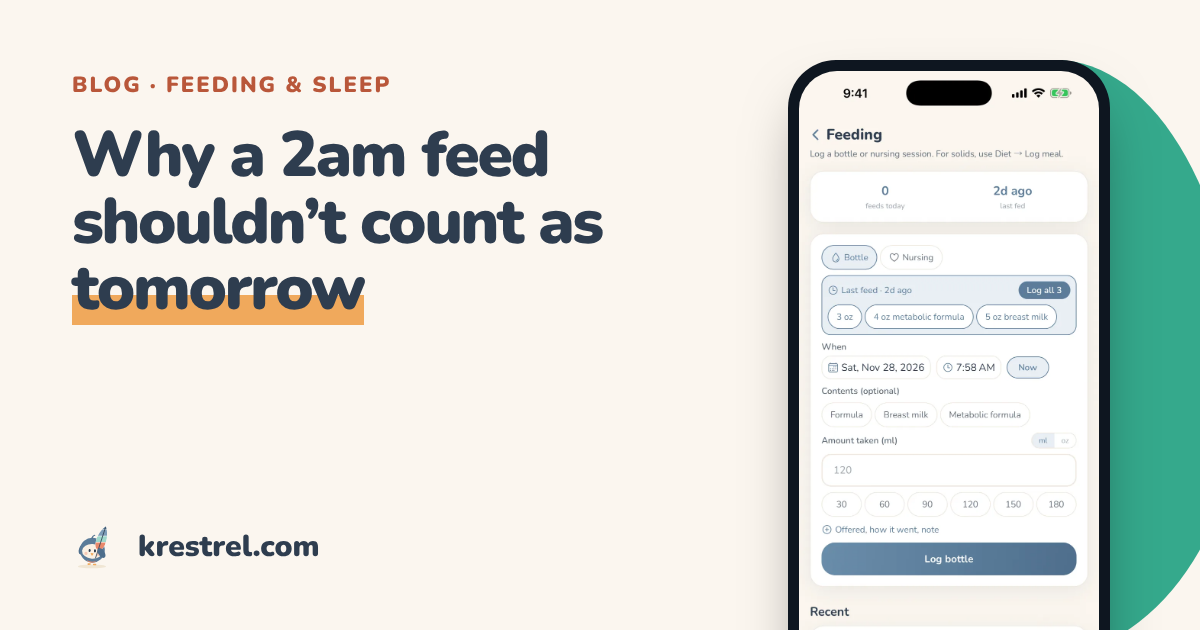 BLOG · FEEDING & SLEEP
Why a 2am feed
shouldn’t count as
tomorrow
krestrel.com
9:41
Feeding
Log a bottle or nursing session. For solids, use Diet → Log meal.
0
feeds today
2d ago
last fed
Bottle
Nursing
Last feed · 2d ago
Log all 3
3 oz
4 oz metabolic formula
5 oz breast milk
When
Sat, Nov 28, 2026
7:58 AM
Now
Contents (optional)
Formula
Breast milk
Metabolic formula
Amount taken (ml)
ml
oz
120
30
60
90
120
150
180
Offered, how it went, note
Log bottle
Recent